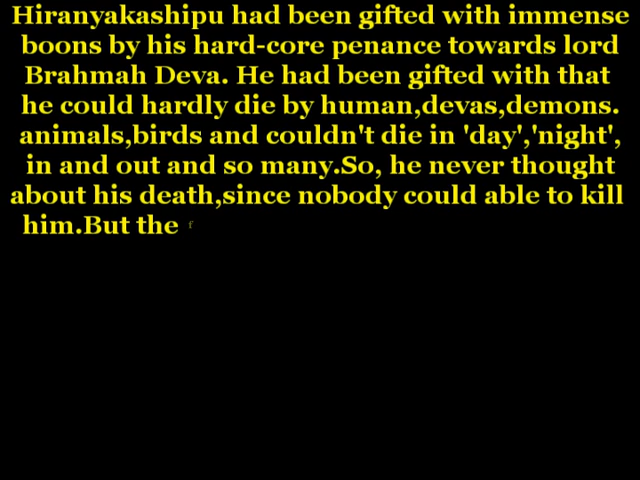 Hiranyakashipu had been gifted with immense
boons by his hard-core penance towards lord
Brahmah Deva. He had been gifted with that
he could hardly die by human,devas,demons.
animals,birds and couldn't die in 'day','night',
in and out and so many.So, he never thought
about his death,since nobody could able to kill
him.But the f